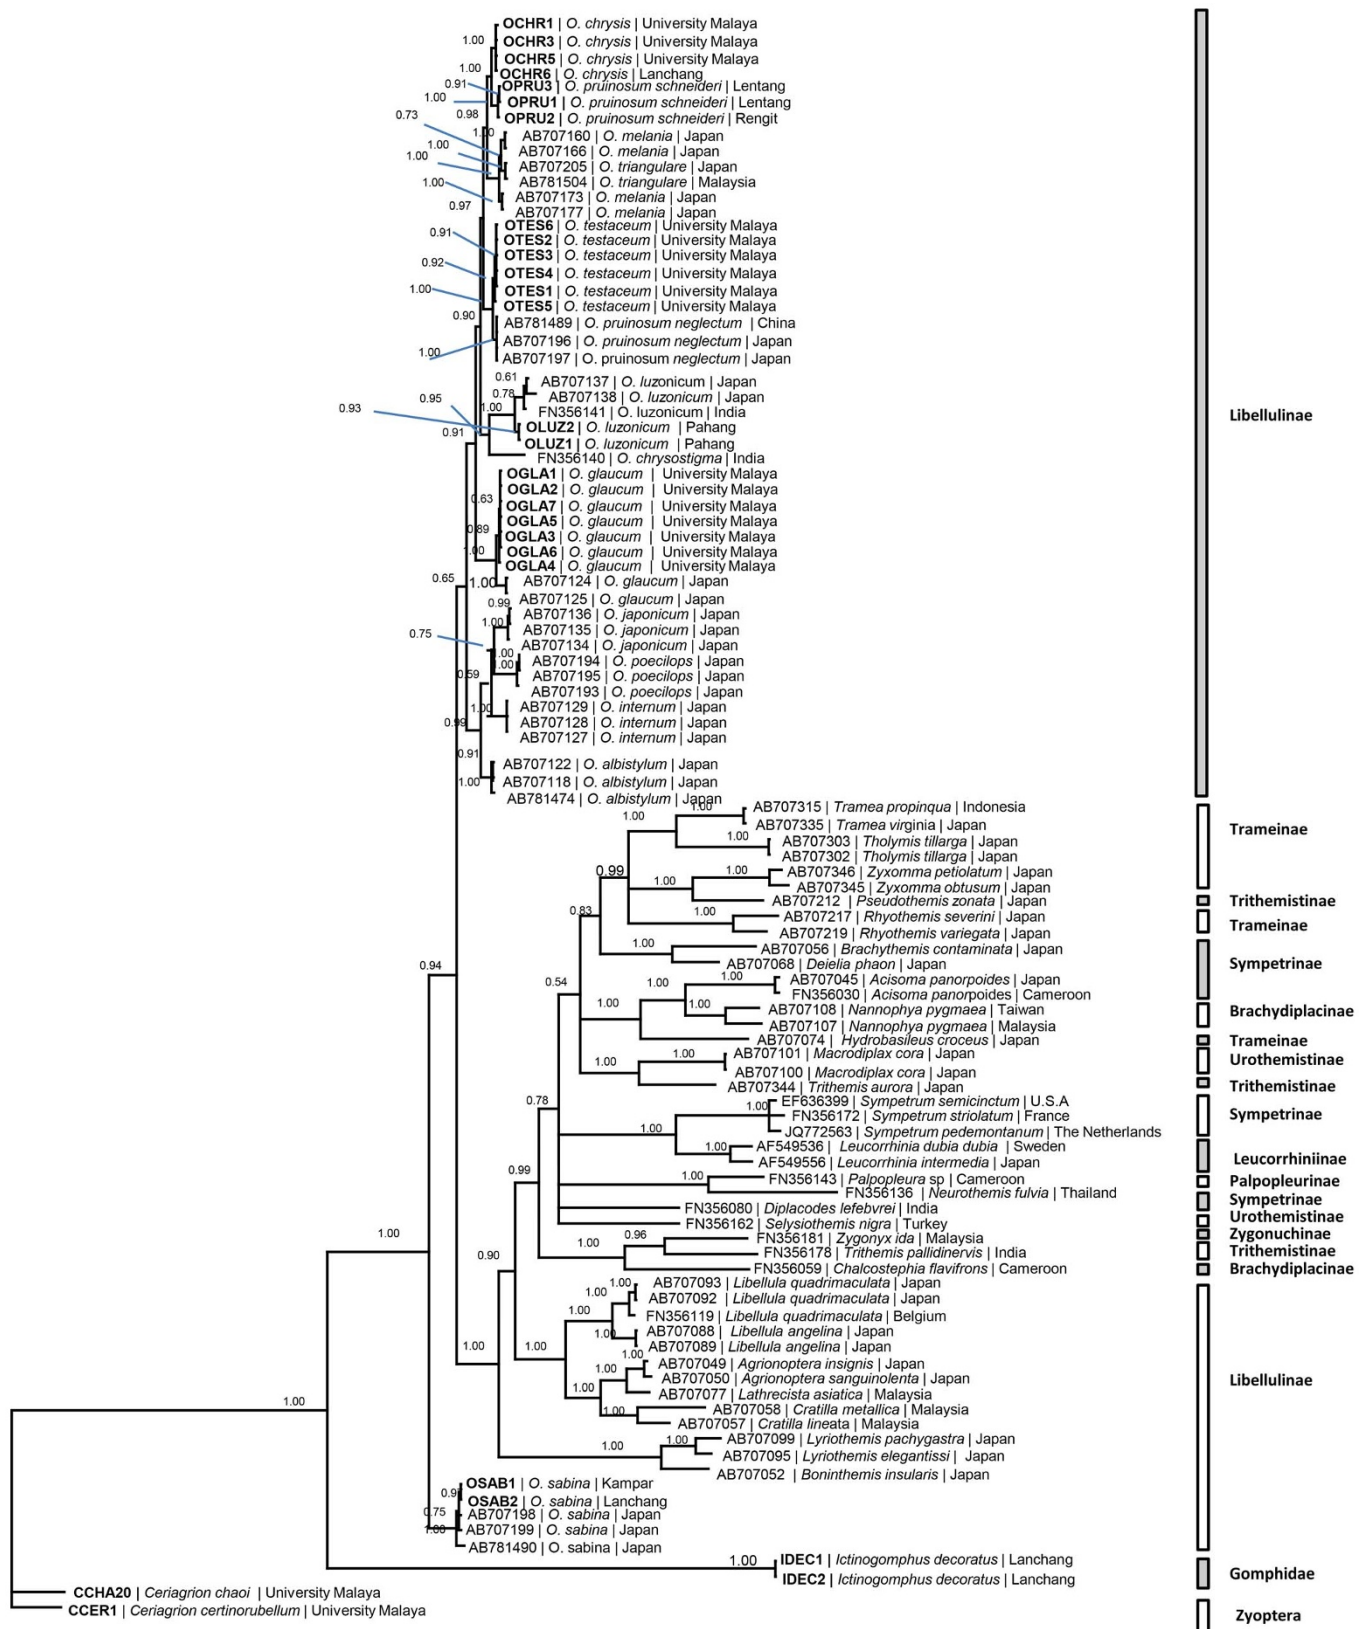 OCHR1 | O. chrysis | University Malaya
1.00
OCHR3 | O. chrysis | University Malaya
OCHR5 | O. chrysis | University Malaya
1.00
OCHR6 | O. chrysis | Lanchang
0.91
OPRU3 | O. pruinosum schneideri | Lentang
1.00
OPRU1 | O. pruinosum schneideri | Lentang
0.73
0.98
OPRU2 | O. pruinosum schneideri | Rengit
1.00
AB707160 | O. melania | Japan
1.00
AB707166 | O. melania | Japan
1.00
AB707205 | O. triangulare | Japan
1.00
AB781504 | O. triangulare | Malaysia
AB707173 | O. melania | Japan
0.97
AB707177 | O. melania | Japan
OTES6 | O. testaceum | University Malaya
0.91
OTES2 | O. testaceum | University Malaya
OTES3 | O. testaceum | University Malaya
0.92
OTES4 | O. testaceum | University Malaya
1.00
OTES1 | O. testaceum | University Malaya
OTES5 | O. testaceum | University Malaya
0.90
AB781489 | O. pruinosum neglectum | China
AB707196 | O. pruinosum neglectum | Japan
1.00
AB707197 | O. pruinosum neglectum | Japan
0.61
AB707137 | O. luzonicum | Japan
0.78
AB707138 | O. luzonicum | Japan
0.93
0.95
1.00
FN356141 | O. luzonicum | India
Libellulinae
OLUZ2 | O. luzonicum | Pahang
0.91
OLUZ1 | O. luzonicum | Pahang
FN356140 | O. chrysostigma | India
OGLA1 | O. glaucum | University Malaya
OGLA2 | O. glaucum | University Malaya
0.63
OGLA7 | O. glaucum | University Malaya
OGLA5 | O. glaucum | University Malaya
0.89
OGLA3 | O. glaucum | University Malaya
1.00
OGLA6 | O. glaucum | University Malaya
OGLA4 | O. glaucum | University Malaya
0.65
1.00
AB707124 | O. glaucum | Japan
AB707125 | O. glaucum | Japan
0.99
AB707136 | O. japonicum | Japan
1.00
AB707135 | O. japonicum | Japan
0.75
AB707134 | O. japonicum | Japan
1.00
AB707194 | O. poecilops | Japan
1.00
0.59
AB707195 | O. poecilops | Japan
AB707193 | O. poecilops | Japan
1.00
AB707129 | O. internum | Japan
0.99
AB707128 | O. internum | Japan
AB707127 | O. internum | Japan
0.91
AB707122 | O. albistylum | Japan
1.00
AB707118 | O. albistylum | Japan
AB781474 | O. albistylum | Japan
1.00
AB707315 | Tramea propinqua | Indonesia
1.00
AB707335 | Tramea virginia | Japan
Trameinae
1.00
AB707303 | Tholymis tillarga | Japan
AB707302 | Tholymis tillarga | Japan
0.99
1.00
AB707346 | Zyxomma petiolatum | Japan
1.00
AB707345 | Zyxomma obtusum | Japan
AB707212 | Pseudothemis zonata | Japan
Trithemistinae
0.83
1.00
AB707217 | Rhyothemis severini | Japan
Trameinae
AB707219 | Rhyothemis variegata | Japan
1.00
AB707056 | Brachythemis contaminata | Japan
Sympetrinae
0.94
AB707068 | Deielia phaon | Japan
0.54
1.00
AB707045 | Acisoma panorpoides | Japan
FN356030 | Acisoma panorpoides | Cameroon
1.00
1.00
AB707108 | Nannophya pygmaea | Taiwan
Brachydiplacinae
AB707107 | Nannophya pygmaea | Malaysia
AB707074 | Hydrobasileus croceus | Japan
Trameinae
1.00
1.00
AB707101 | Macrodiplax cora | Japan
Urothemistinae
AB707100 | Macrodiplax cora | Japan
AB707344 | Trithemis aurora | Japan
Trithemistinae
0.78
1.00
EF636399 | Sympetrum semicinctum | U.S.A
FN356172 | Sympetrum striolatum | France
Sympetrinae
1.00
JQ772563 | Sympetrum pedemontanum | The Netherlands
1.00
AF549536 | Leucorrhinia dubia dubia | Sweden
AF549556 | Leucorrhinia intermedia | Japan
Leucorrhiniinae
0.99
1.00
FN356143 | Palpopleura sp | Cameroon
Palpopleurinae
FN356136 | Neurothemis fulvia | Thailand
Sympetrinae
FN356080 | Diplacodes lefebvrei | India
Urothemistinae
FN356162 | Selysiothemis nigra | Turkey
1.00
0.96
FN356181 | Zygonyx ida | Malaysia
Zygonuchinae
0.90
1.00
FN356178 | Trithemis pallidinervis | India
Trithemistinae
FN356059 | Chalcostephia flavifrons | Cameroon
Brachydiplacinae
1.00
AB707093 | Libellula quadrimaculata | Japan
1.00
AB707092 | Libellula quadrimaculata | Japan
1.00
FN356119 | Libellula quadrimaculata | Belgium
1.00
AB707088 | Libellula angelina | Japan
1.00
1.00
AB707089 | Libellula angelina | Japan
1.00
AB707049 | Agrionoptera insignis | Japan
1.00
AB707050 | Agrionoptera sanguinolenta | Japan
Libellulinae
1.00
AB707077 | Lathrecista asiatica | Malaysia
1.00
1.00
AB707058 | Cratilla metallica | Malaysia
AB707057 | Cratilla lineata | Malaysia
1.00
1.00
AB707099 | Lyriothemis pachygastra | Japan
AB707095 | Lyriothemis elegantissi | Japan
AB707052 | Boninthemis insularis | Japan
OSAB1 | O. sabina | Kampar
OSAB2 | O. sabina | Lanchang
0.75
AB707198 | O. sabina | Japan
1.00
AB707199 | O. sabina | Japan
AB781490 | O. sabina | Japan
1.00
IDEC1 | Ictinogomphus decoratus | Lanchang
Gomphidae
IDEC2 | Ictinogomphus decoratus | Lanchang
CCHA20 | Ceriagrion chaoi | University Malaya
CCER1 | Ceriagrion certinorubellum | University Malaya
Zyoptera